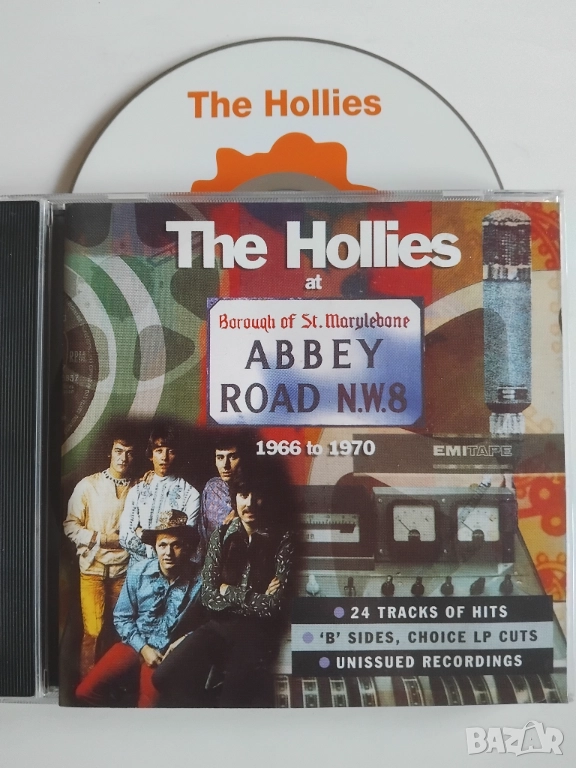 The Hollies
The Hollies
at
Borough of St. Marylebone
ABBEY
ROAD N.W.8
1966 to 1970
EMITAPE
24 TRACKS OF HITS
'B' SIDES, CHOICE LP CUTS
UNISSUED RECORDINGS
BAZAR